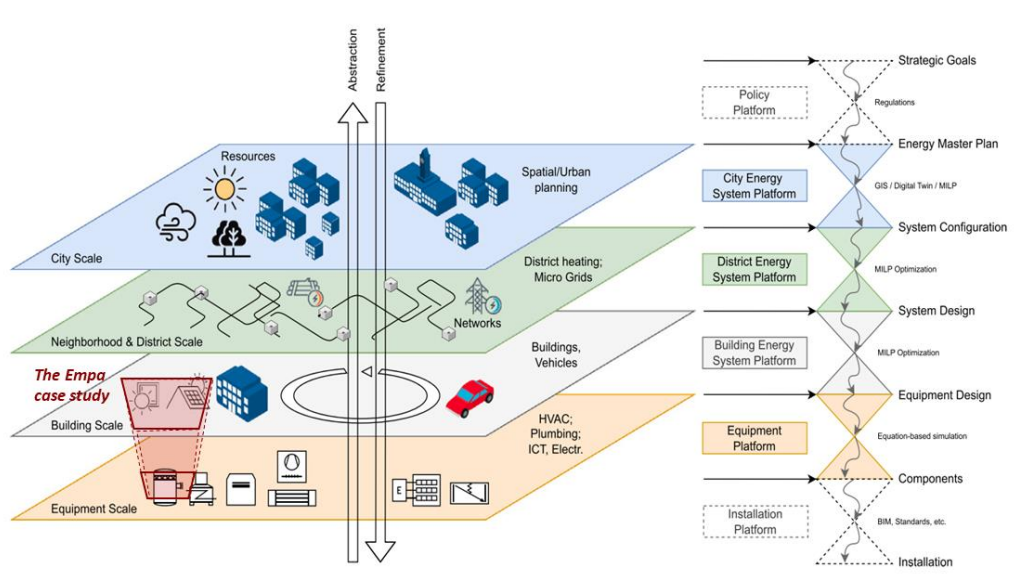 Abstraction
Refinement
Resources
Spatial/Urban
planning
City Scale
District heating;
Micro Grids
Networks
Neighborhood & District Scale
Buildings,
Vehicles
The Empa
case study
Building Scale
HVAC;
Plumbing;
ICT, Electr.
E
Equipment Scale
Strategic Goals
Policy
Platform
Regulations
Energy Master Plan
City Energy
System Platform
GIS / Digital Twin / MILP
System Configuration
District Energy
System Platform
MILP Optimization
System Design
Building Energy
System Platform
MILP Optimization
Equipment Design
Equipment
Platform
Equation-based simulation
Components
Installation
Platform
BIM, Standards, etc.
Installation